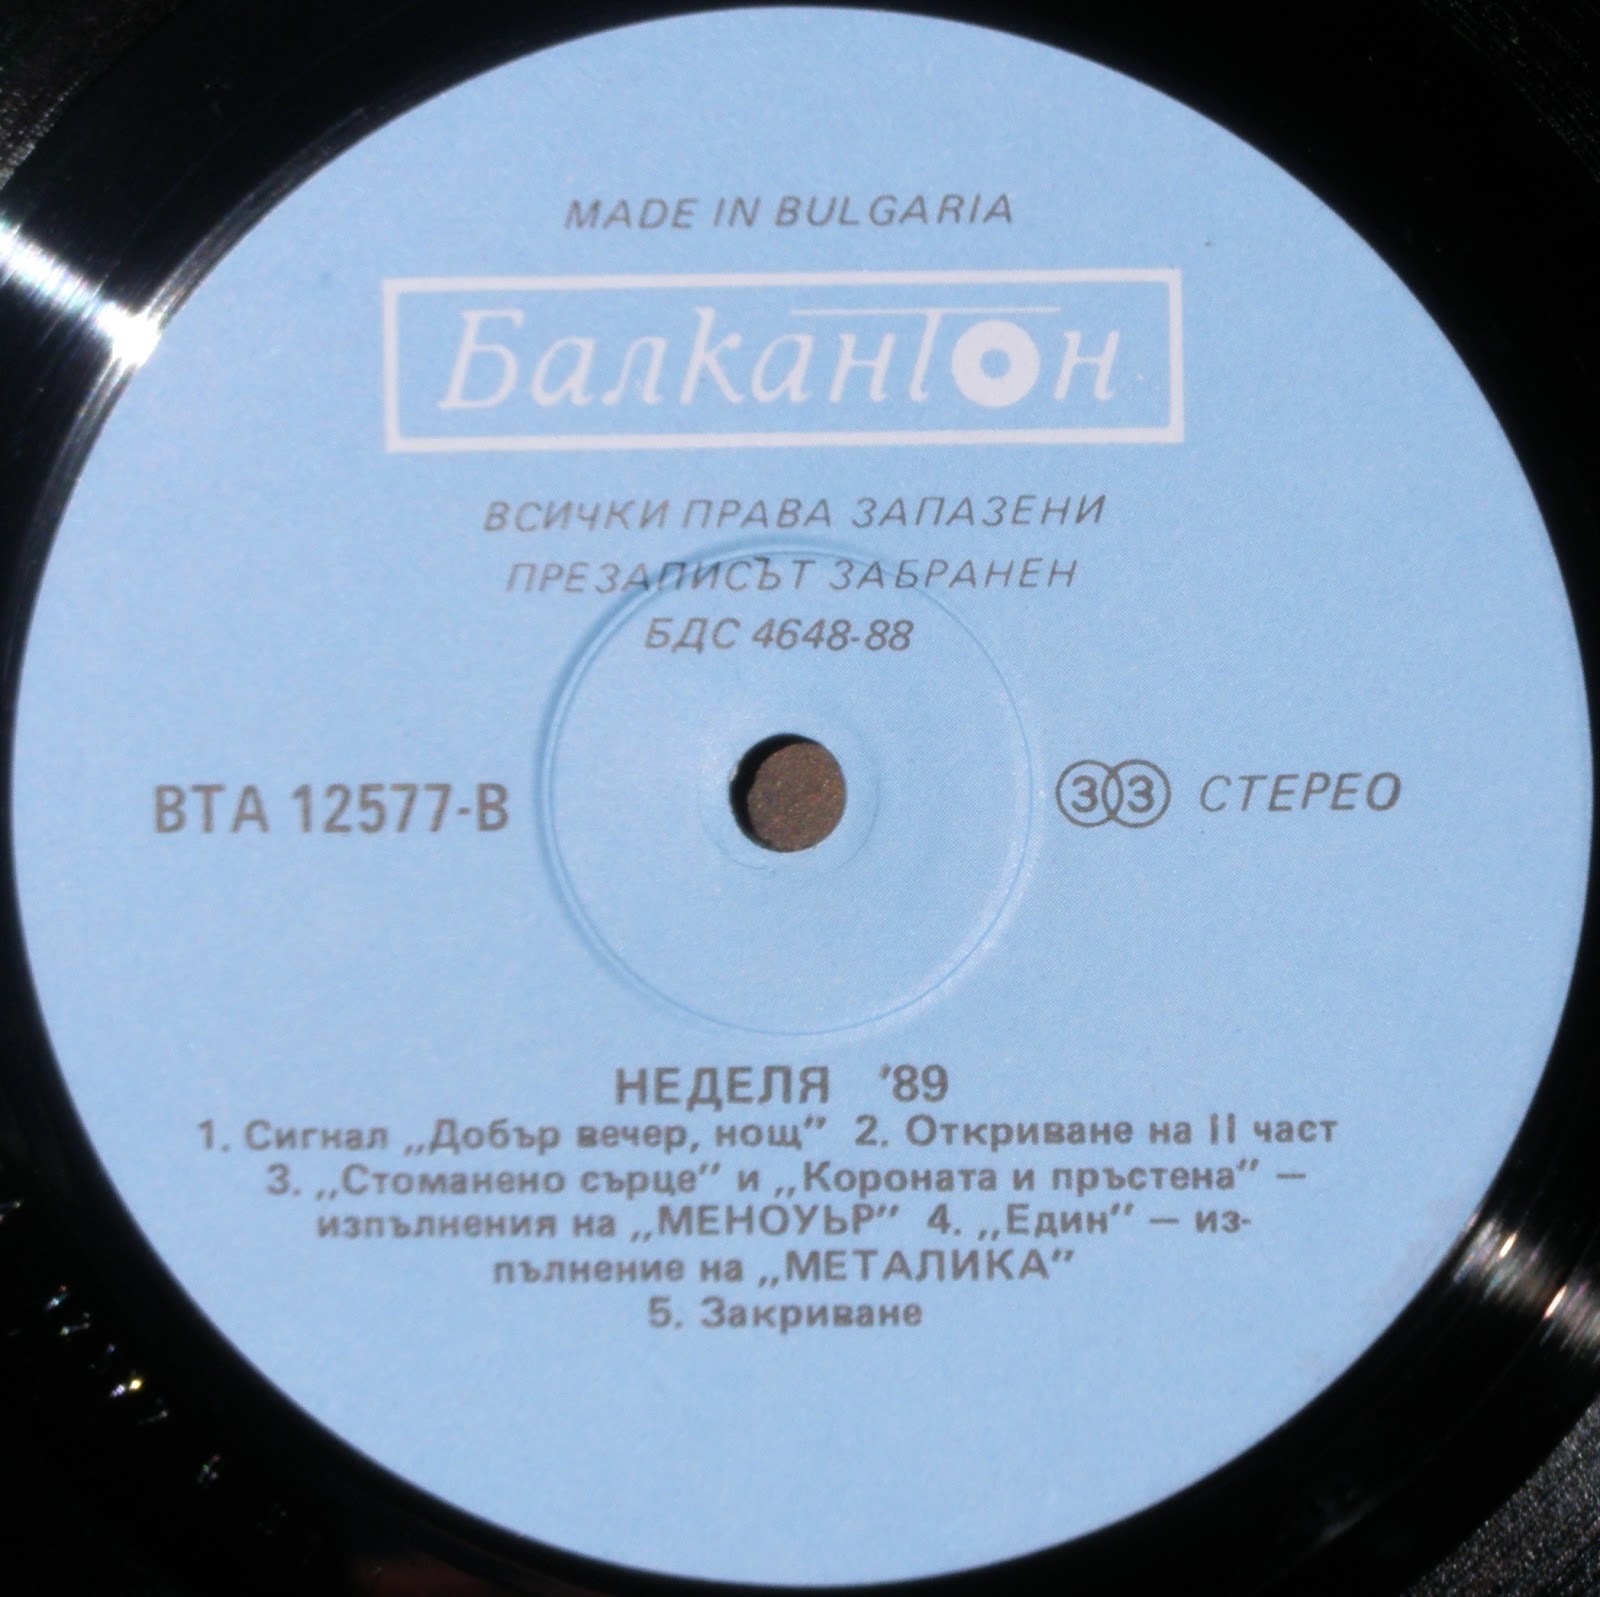 MADE IN BULGARIA
Балкантон
ВСИЧКИ ПРАВА ЗАПАЗЕНИ
ПРЕЗАПИСЪТ ЗАБРАНЕН
БДС 4648-88
ВТА 12577-В
33 СТЕРЕО
НЕДЕЛЯ '89
1. Сигнал „Добър вечер, нощ” 2. Откриване на II част
3. „Стоманено сърце” и „Короната и пръстена” —
изпълнения на „МЕНОУЪР” 4. „Един” — из-
пълнение на „МЕТАЛИКА”
5. Закриване